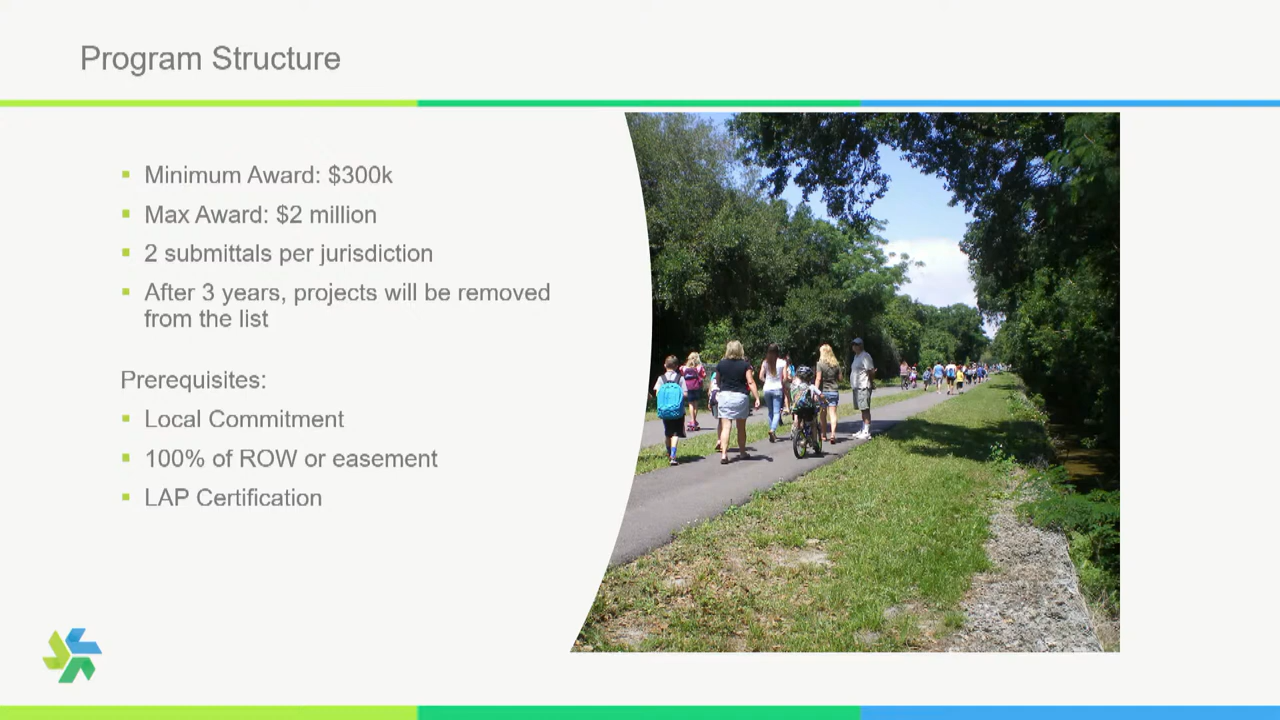 Program Structure
Minimum Award: $300k
Max Award: $2 million
2 submittals per jurisdiction
After 3 years, projects will be removed
from the list
Prerequisites:
Local Commitment
100% of ROW or easement
LAP Certification